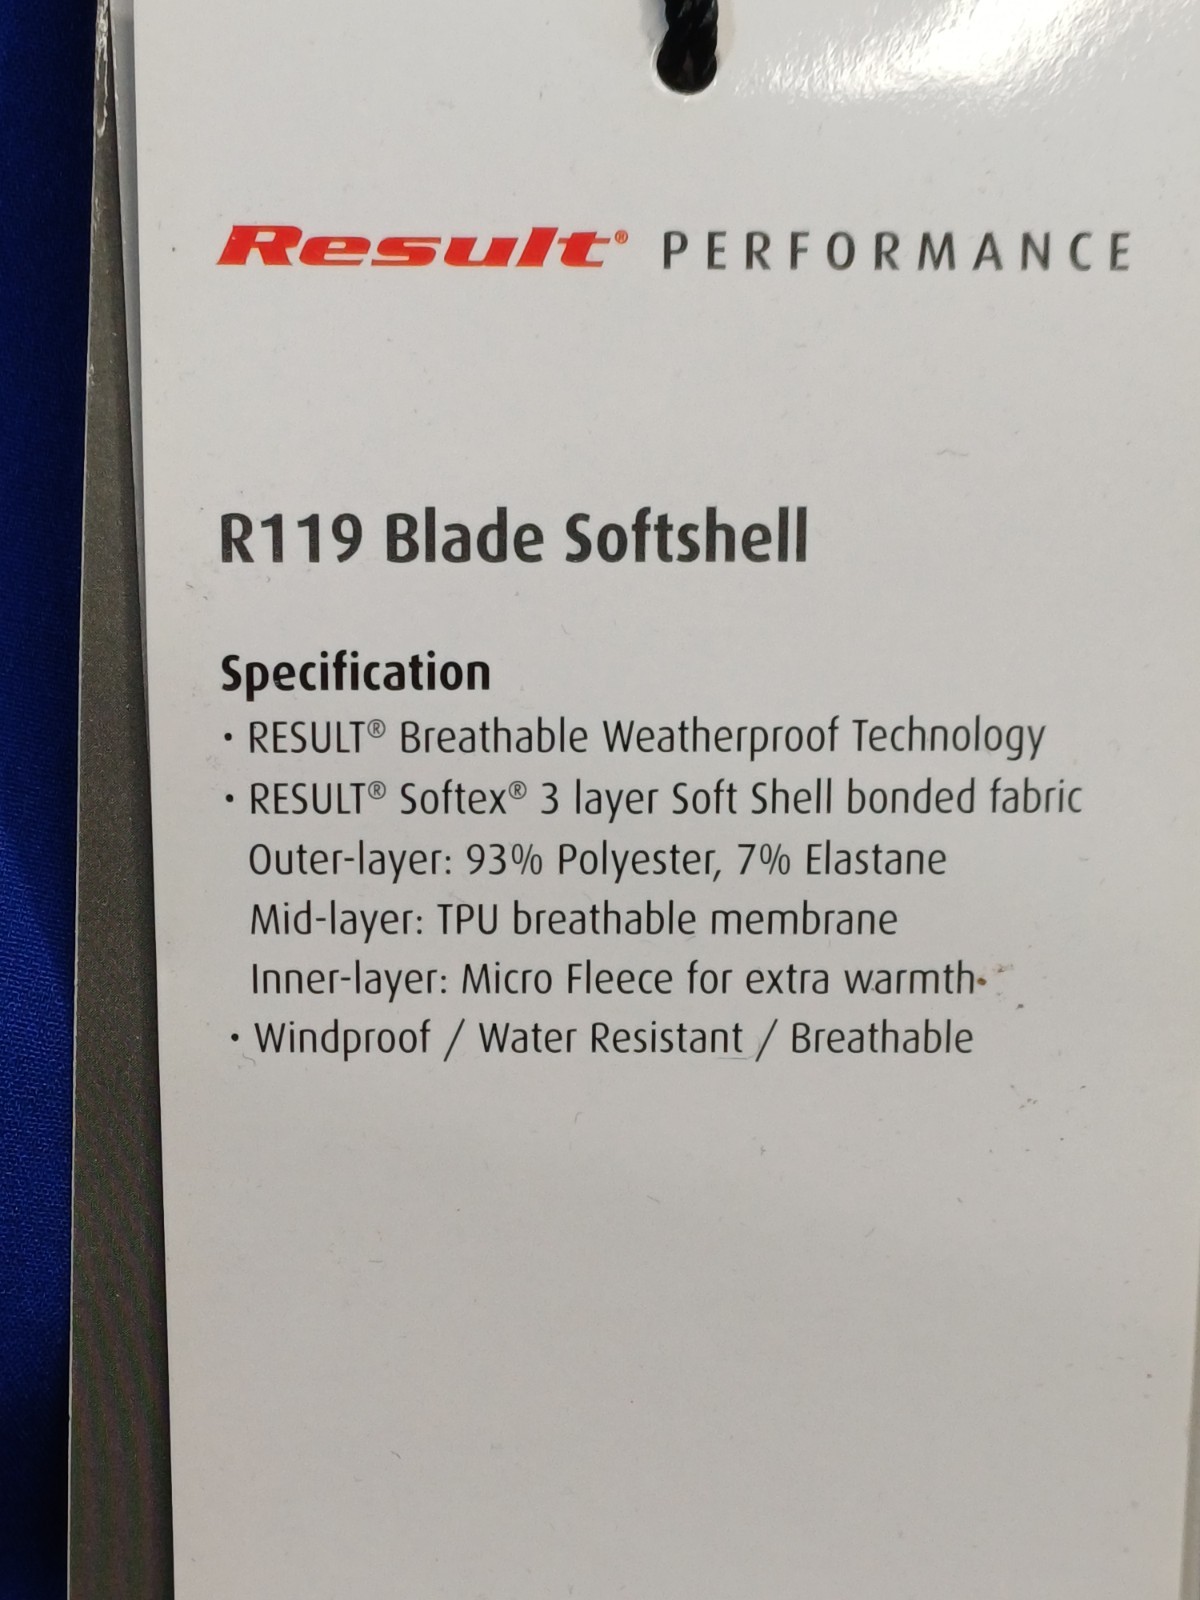 Result® PERFORMANCE
R119 Blade Softshell
Specification
· RESULT® Breathable Weatherproof Technology
· RESULT® Softex® 3 layer Soft Shell bonded fabric
Outer-layer: 93% Polyester, 7% Elastane
Mid-layer: TPU breathable membrane
Inner-layer: Micro Fleece for extra warmth
· Windproof / Water Resistant / Breathable